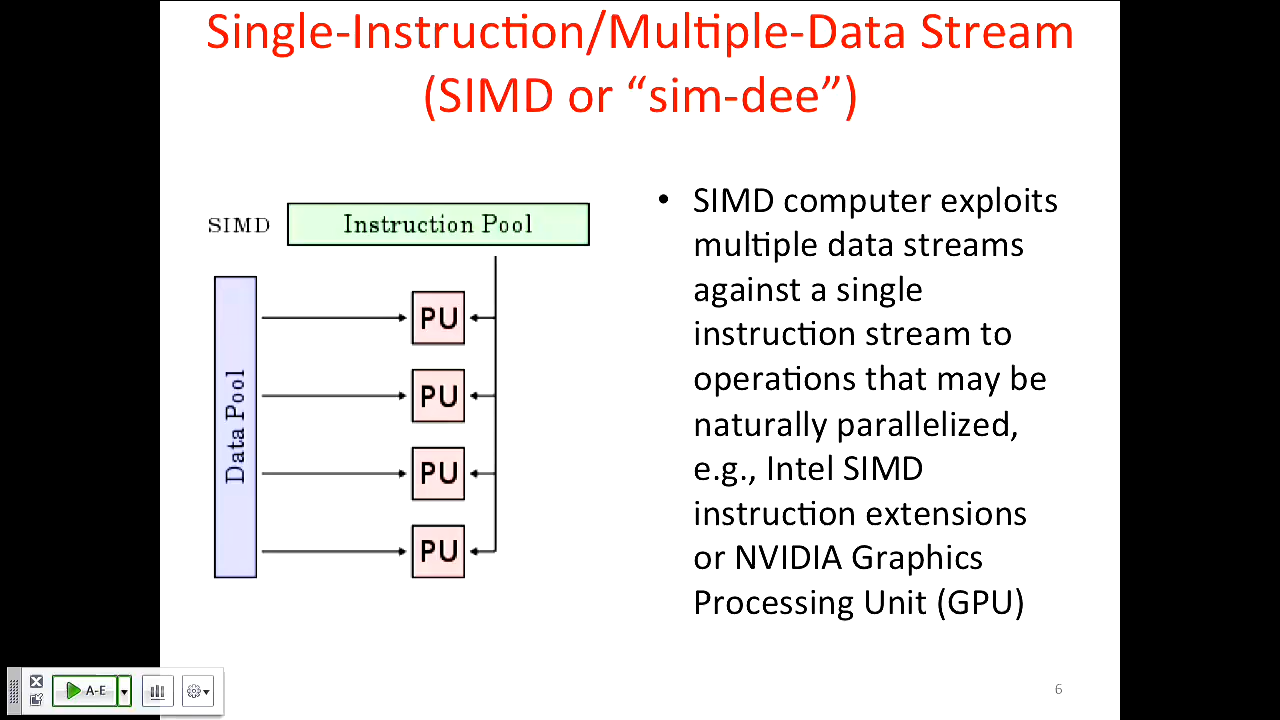 Single-Instruction/Multiple-Data Stream
(SIMD or “sim-dee”)
SIMD
Instruction Pool
Data Pool
PU
PU
PU
PU
• SIMD computer exploits
multiple data streams
against a single
instruction stream to
operations that may be
naturally parallelized,
e.g., Intel SIMD
instruction extensions
or NVIDIA Graphics
Processing Unit (GPU)
A-E
6